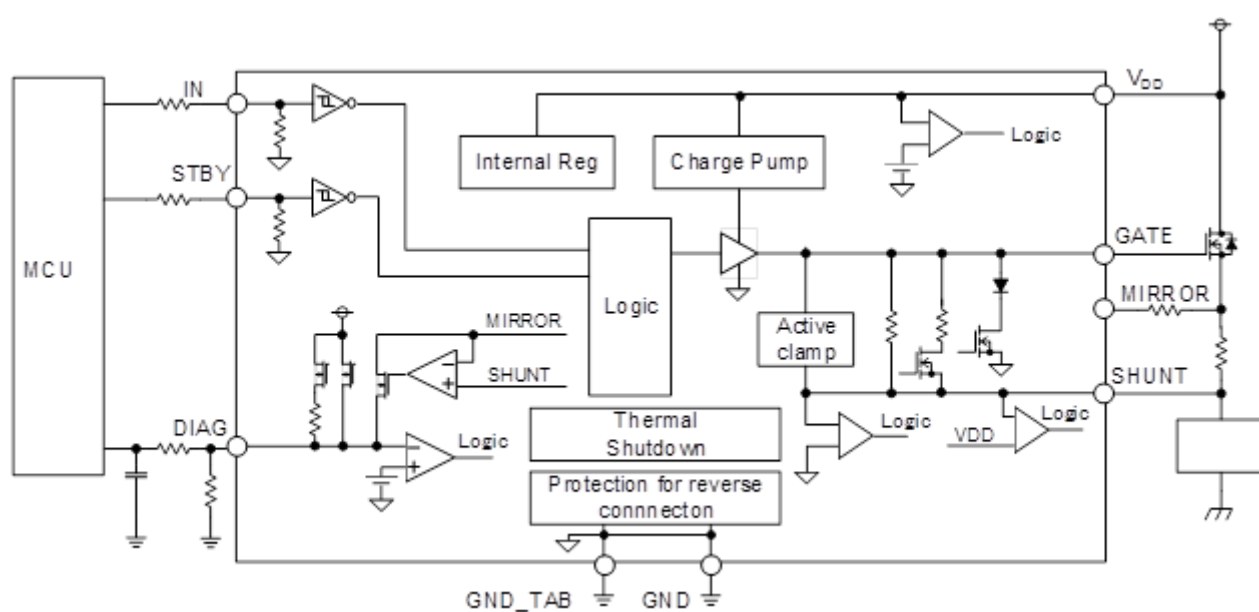 IN
V_DD
Logic
Internal Reg
Charge Pump
STBY
MCU
GATE
Logic
MIRROR
MIRROR
Active
clamp
SHUNT
SHUNT
DIAG
Logic
Thermal
Shutdown
Logic
Logic
VDD
Protection for reverse
connnecton
GND_TAB
GND